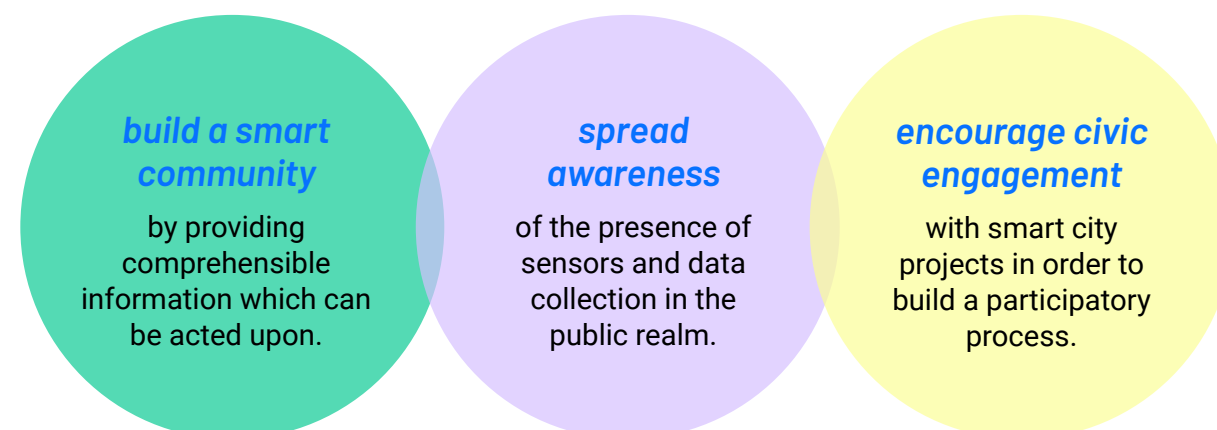 build a smart
community
by providing
comprehensible
information which can
be acted upon.
spread
awareness
of the presence of
sensors and data
collection in the
public realm.
encourage civic
engagement
with smart city
projects in order to
build a participatory
process.